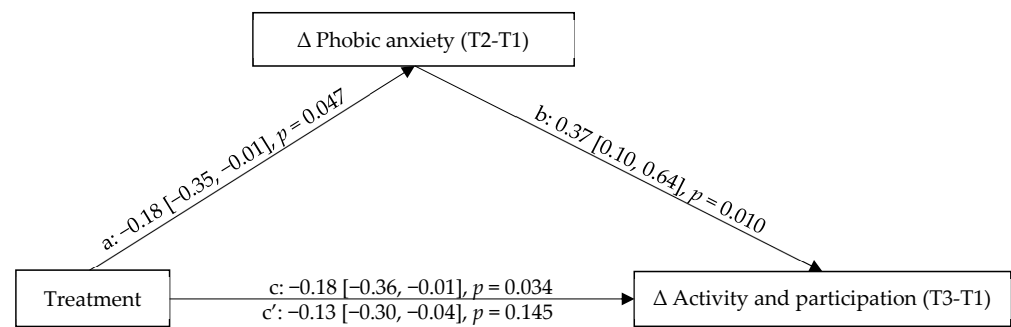 Δ Phobic anxiety (T2-T1)
a: −0.18 [−0.35, −0.01], p = 0.047
b: 0.37 [0.10, 0.64], p = 0.010
Treatment
c: −0.18 [−0.36, −0.01], p = 0.034
c′: −0.13 [−0.30, −0.04], p = 0.145
Δ Activity and participation (T3-T1)